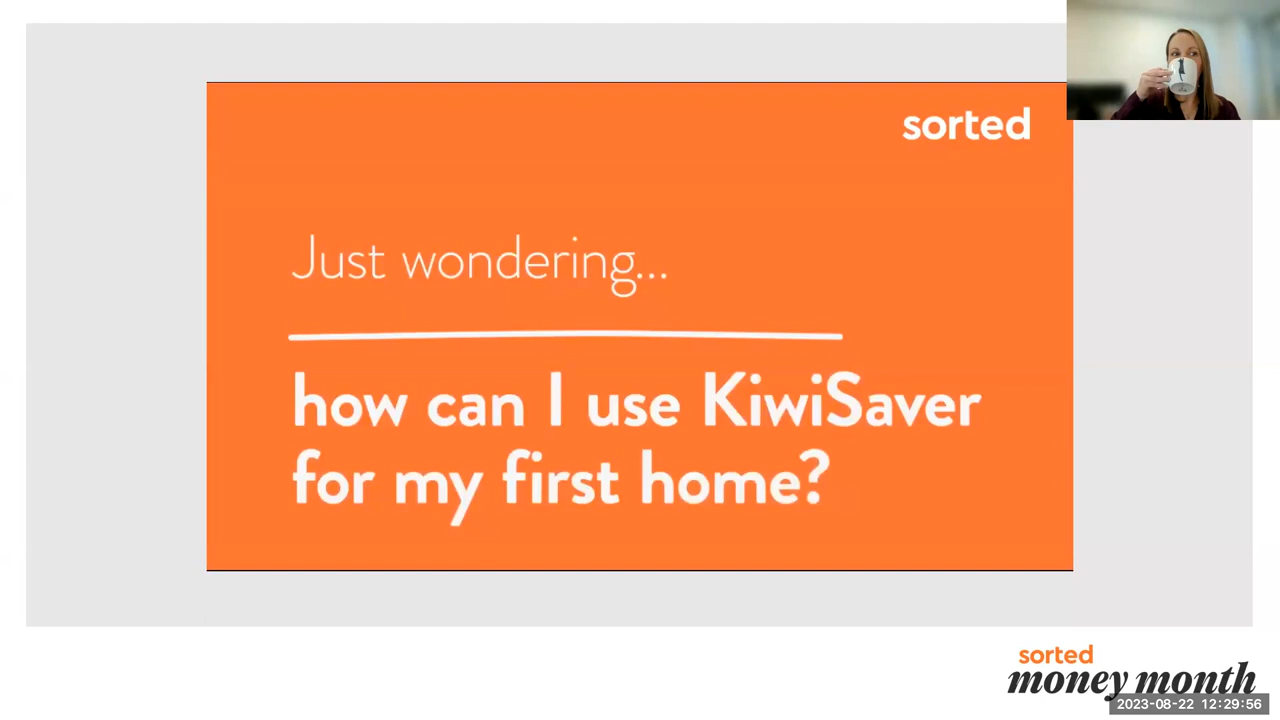 sorted
Just wondering...
how can I use KiwiSaver
for my first home?
sorted
money month
2023-08-22 12:29:56